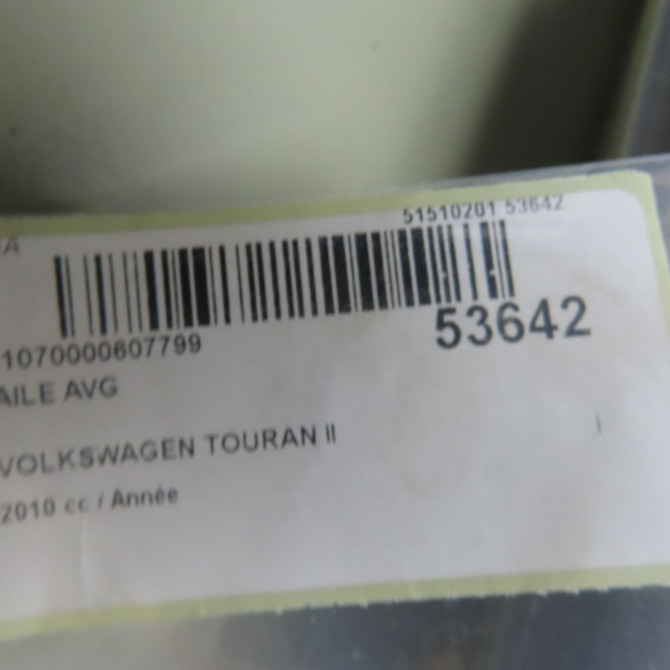 51510201 53642
1070000607799
53642
AILE AVG
VOLKSWAGEN TOURAN II
2010 cc / Année